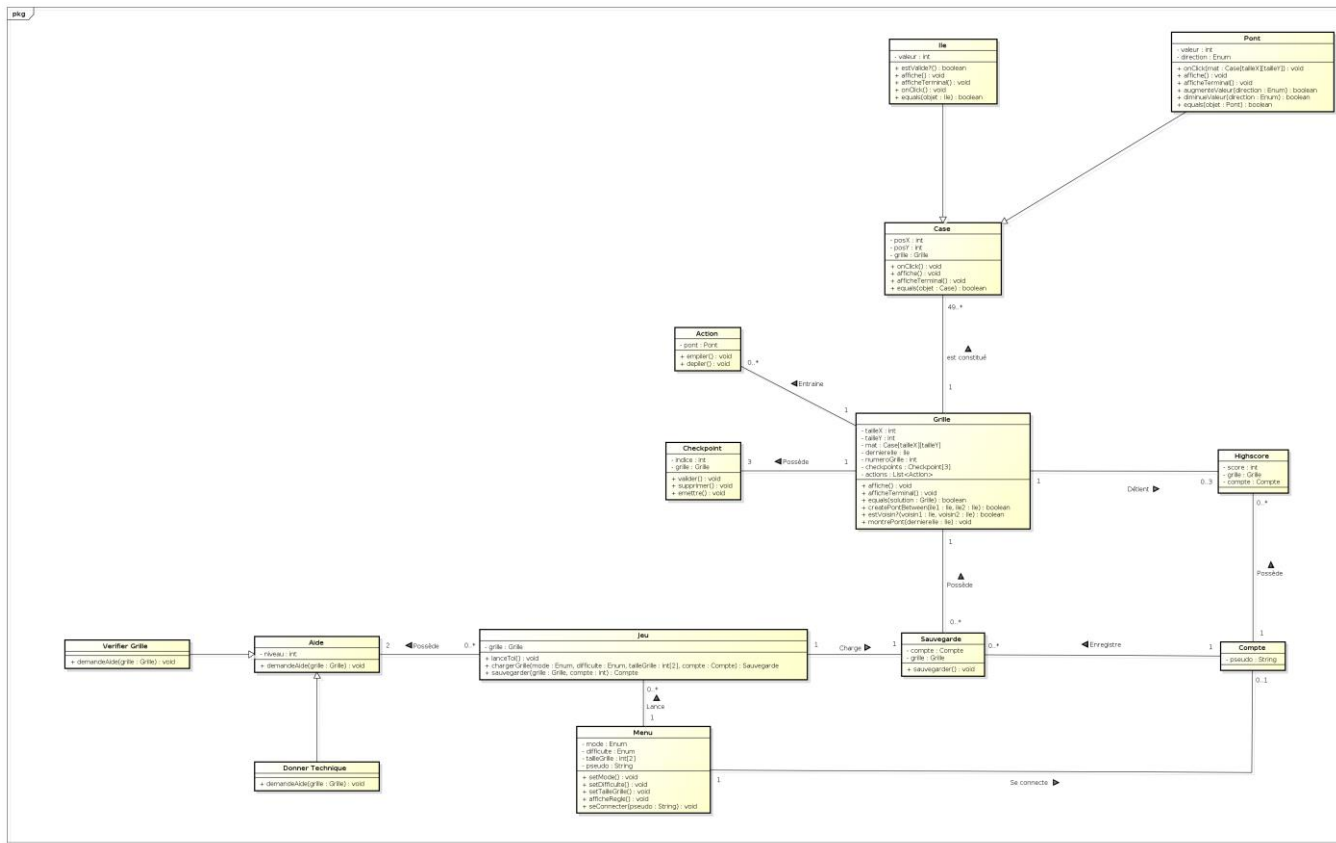 pkg
Ile
- valeur : int
+ estValide?() : boolean
+ affiche() : void
+ afficheTerminal() : void
+ onClick() : void
+ equals(objet : Ile) : boolean
Pont
- valeur : int
- direction : Enum
+ onClick(mat : Case[tailleX][tailleY]) : void
+ affiche() : void
+ afficheTerminal() : void
+ augmenteValeur(direction : Enum) : boolean
+ diminueValeur(direction : Enum) : boolean
+ equals(objet : Pont) : boolean
Case
- posX : int
- posY : int
- grille : Grille
+ onClick() : void
+ affiche() : void
+ afficheTerminal() : void
+ equals(objet : Case) : boolean
49..*
est constitué
1
Action
- pont : Pont
+ empiler() : void
+ depiler() : void
0..*
Entraine
1
Grille
- tailleX : int
- tailleY : int
- mat : Case[tailleX][tailleY]
- derniereIle : Ile
- numeroGrille : int
- checkpoints : Checkpoint[3]
- actions : List<Action>
+ affiche() : void
+ afficheTerminal() : void
+ equals(solution : Grille) : boolean
+ createPontBetween(ile1 : Ile, ile2 : Ile) : boolean
+ estVoisin?(voisin1 : Ile, voisin2 : Ile) : boolean
+ montrePont(derniereIle : Ile) : void
Checkpoint
- indice : int
- grille : Grille
+ valider() : void
+ supprimer() : void
+ emettre() : void
3
Possède
1
Highscore
- score : int
- grille : Grille
- compte : Compte
1
Détient
0..3
0..*
Possède
1
1
Possède
0..*
Verifier Grille
+ demandeAide(grille : Grille) : void
Aide
- niveau : int
+ demandeAide(grille : Grille) : void
2
Possède
0..*
Jeu
- grille : Grille
+ lanceToi() : void
+ chargerGrille(mode : Enum, difficulte : Enum, tailleGrille : int[2], compte : Compte) : Sauvegarde
+ sauvegarder(grille : Grille, compte : int) : Compte
1
Charge
1
Sauvegarde
- compte : Compte
- grille : Grille
+ sauvegarder() : void
0..*
Enregistre
1
Compte
- pseudo : String
0..1
0..*
Lance
1
Donner Technique
+ demandeAide(grille : Grille) : void
Menu
- mode : Enum
- difficulte : Enum
- tailleGrille : int[2]
- pseudo : String
+ setMode() : void
+ setDifficulte() : void
+ setTailleGrille() : void
+ afficheRegle() : void
+ seConnecter(pseudo : String) : void
1
Se connecte